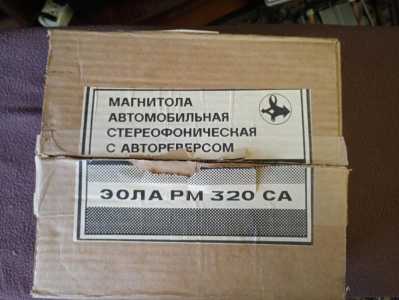 МАГНИТОЛА
АВТОМОБИЛЬНАЯ
СТЕРЕОФОНИЧЕСКАЯ
С АВТОРЕВЕРСОМ
ЭОЛА РМ 320 СА